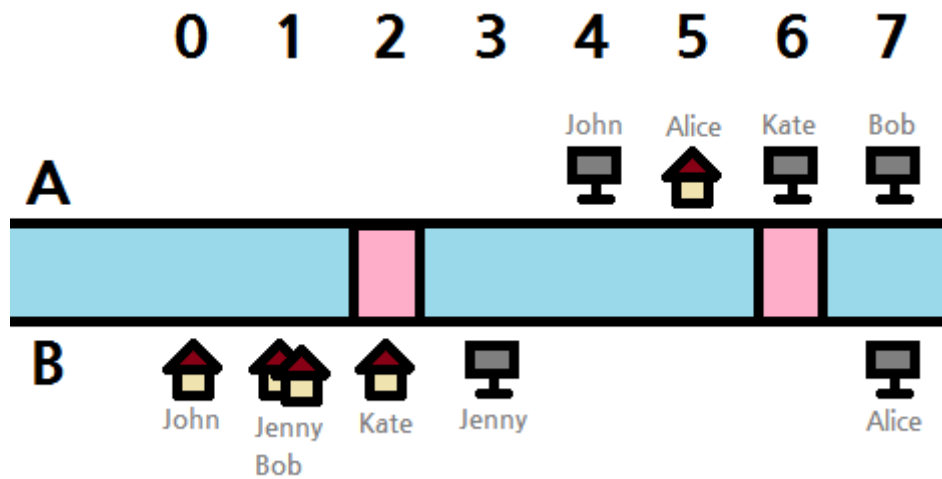 0 1 2 3 4 5 6 7
John Alice Kate Bob
A
B
John Jenny Kate Jenny Alice
Bob